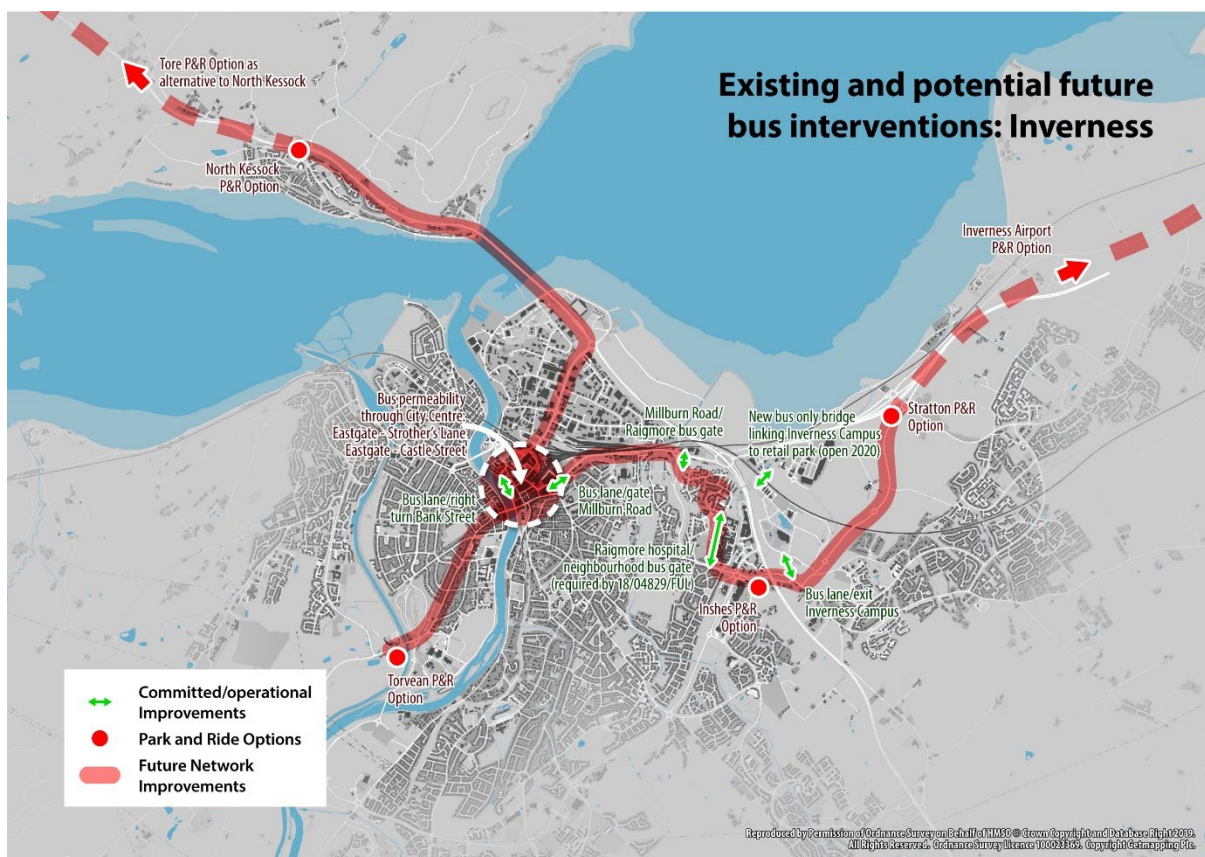 Existing and potential future
bus interventions: Inverness
Tore P&R Option as
alternative to North Kessock
North Kessock
P&R Option
Inverness Airport
P&R Option
Bus permeability
through City Centre:
Eastgate - Strother's Lane
Eastgate - Castle Street
Millburn Road/
Raigmore bus gate
New bus only bridge
linking Inverness Campus
to retail park (open 2020)
Stratton P&R
Option
Bus lane/right
turn Bank Street
Bus lane/gate
Millburn Road
Raigmore hospital/
neighbourhood bus gate
(required by 18/04829/FUL)
Inshes P&R
Option
Bus lane/exit
Inverness Campus
Torvean P&R
Option
Committed/operational
Improvements
Park and Ride Options
Future Network
Improvements
Reproduced by Permission of Ordnance Survey on Behalf of HMSO © Crown Copyright and Database Right 2019.
All Rights Reserved. Ordnance Survey Licence 100023369. Copyright Getmapping Plc.